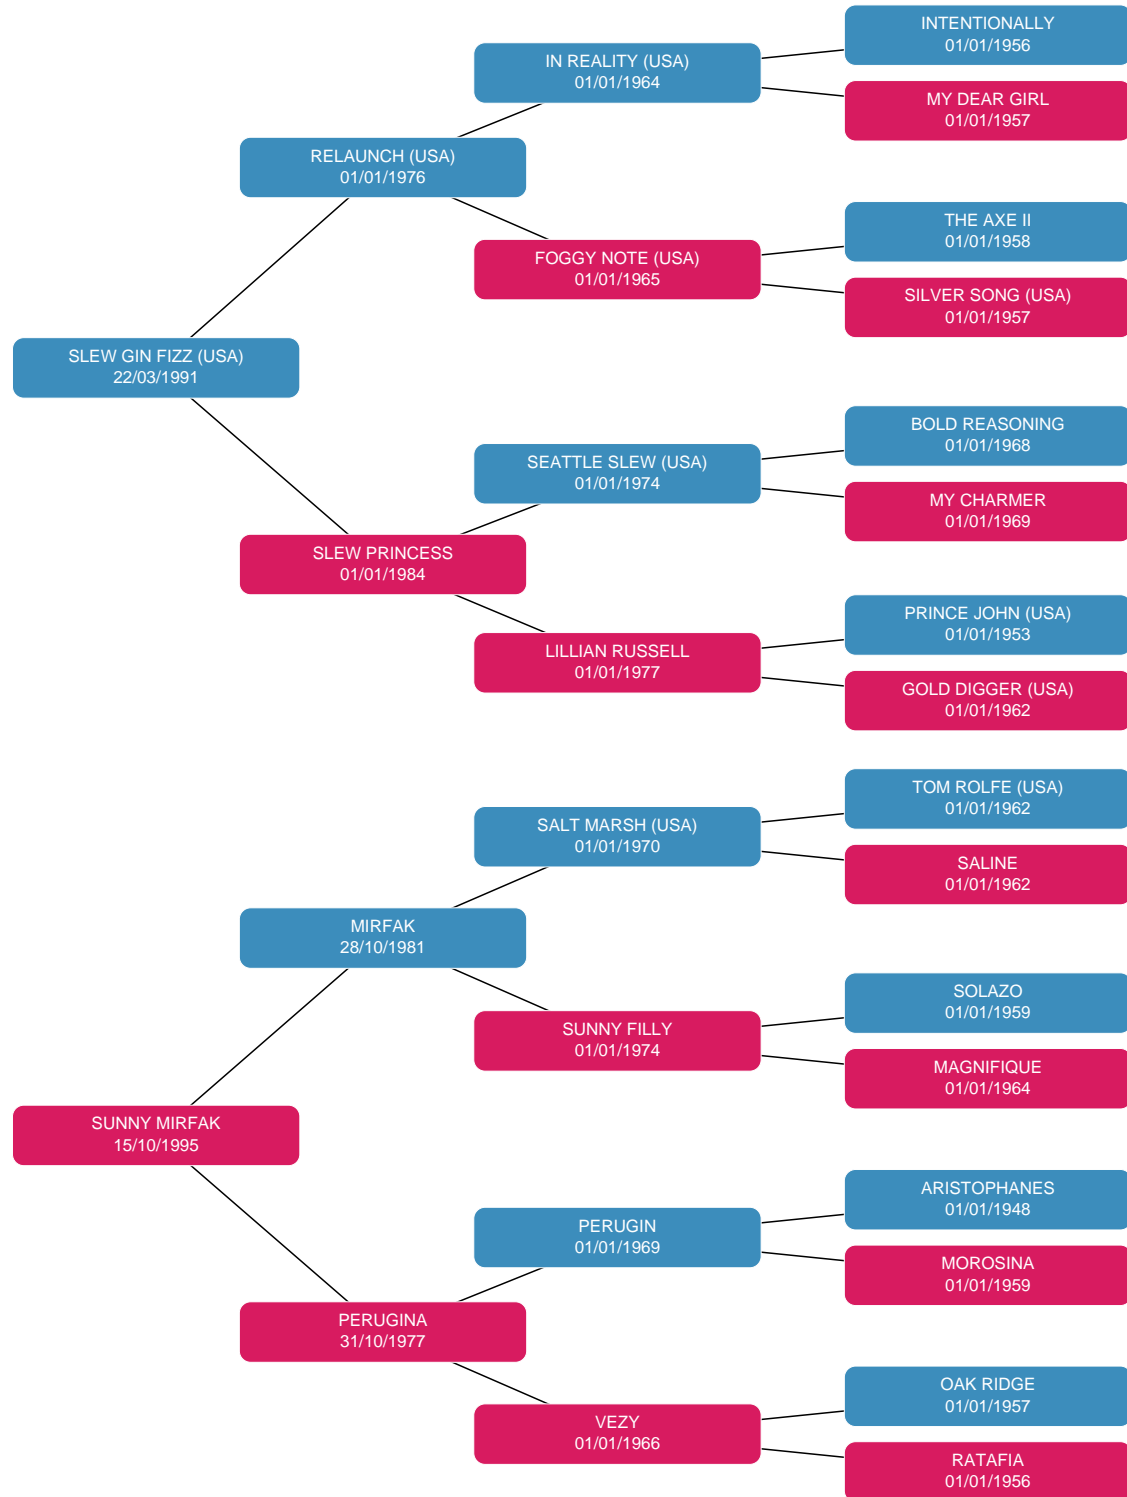 INTENTIONALLY
01/01/1956
IN REALITY (USA)
01/01/1964
MY DEAR GIRL
01/01/1957
RELAUNCH (USA)
01/01/1976
THE AXE II
01/01/1958
FOGGY NOTE (USA)
01/01/1965
SILVER SONG (USA)
01/01/1957
SLEW GIN FIZZ (USA)
22/03/1991
BOLD REASONING
01/01/1968
SEATTLE SLEW (USA)
01/01/1974
MY CHARMER
01/01/1969
SLEW PRINCESS
01/01/1984
PRINCE JOHN (USA)
01/01/1953
LILLIAN RUSSELL
01/01/1977
GOLD DIGGER (USA)
01/01/1962
TOM ROLFE (USA)
01/01/1962
SALT MARSH (USA)
01/01/1970
SALINE
01/01/1962
MIRFAK
28/10/1981
SOLAZO
01/01/1959
SUNNY FILLY
01/01/1974
MAGNIFIQUE
01/01/1964
SUNNY MIRFAK
15/10/1995
ARISTOPHANES
01/01/1948
PERUGIN
01/01/1969
MOROSINA
01/01/1959
PERUGINA
31/10/1977
OAK RIDGE
01/01/1957
VEZY
01/01/1966
RATAFIA
01/01/1956